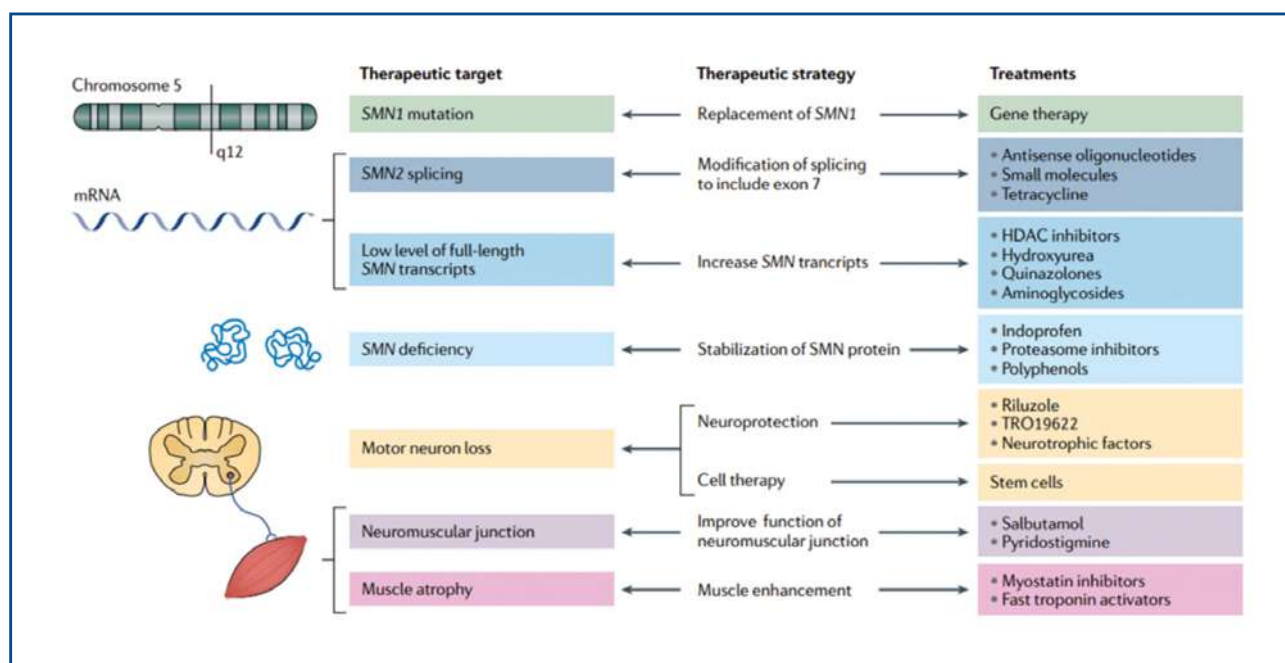 Therapeutic target
Therapeutic strategy
Treatments
Chromosome 5
q12
SMN1 mutation
Replacement of SMN1
Gene therapy
mRNA
SMN2 splicing
Modification of splicing
to include exon 7
• Antisense oligonucleotides
• Small molecules
• Tetracycline
Low level of full-length
SMN transcripts
Increase SMN trancripts
• HDAC inhibitors
• Hydroxyurea
• Quinazolones
• Aminoglycosides
SMN deficiency
Stabilization of SMN protein
• Indoprofen
• Proteasome inhibitors
• Polyphenols
Motor neuron loss
Neuroprotection
• Riluzole
• TRO19622
• Neurotrophic factors
Cell therapy
Stem cells
Neuromuscular junction
Improve function of
neuromuscular junction
• Salbutamol
• Pyridostigmine
Muscle atrophy
Muscle enhancement
• Myostatin inhibitors
• Fast troponin activators